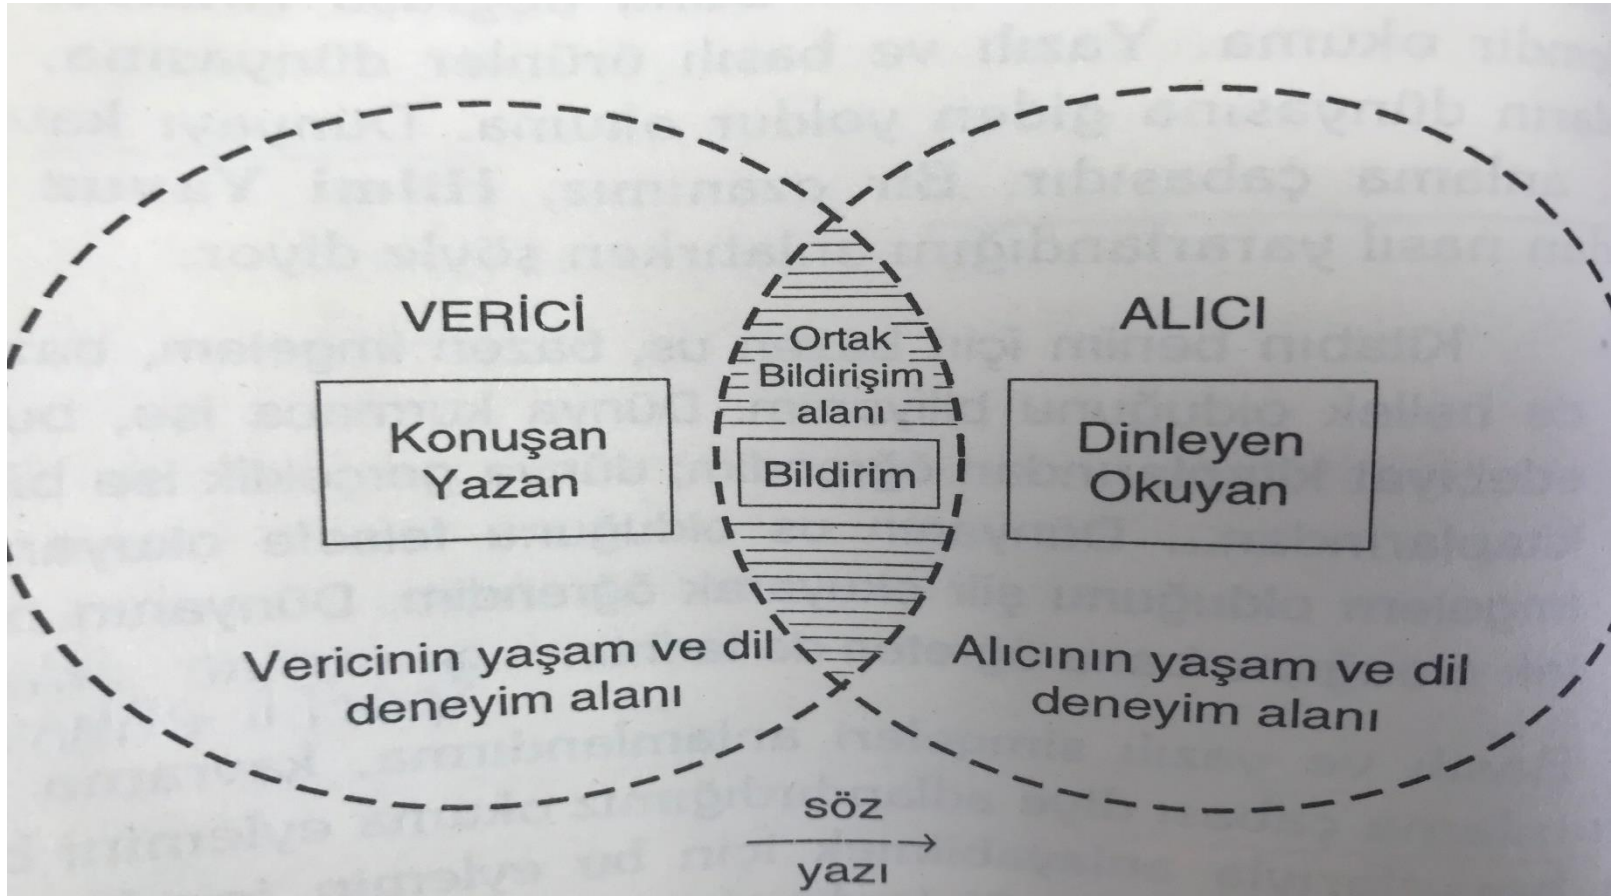 VERİCİ
Konuşan
Yazan
Vericinin yaşam ve dil
deneyim alanı
Ortak
Bildirişim
alanı
Bildirim
ALICI
Dinleyen
Okuyan
Alıcının yaşam ve dil
deneyim alanı
söz
yazı